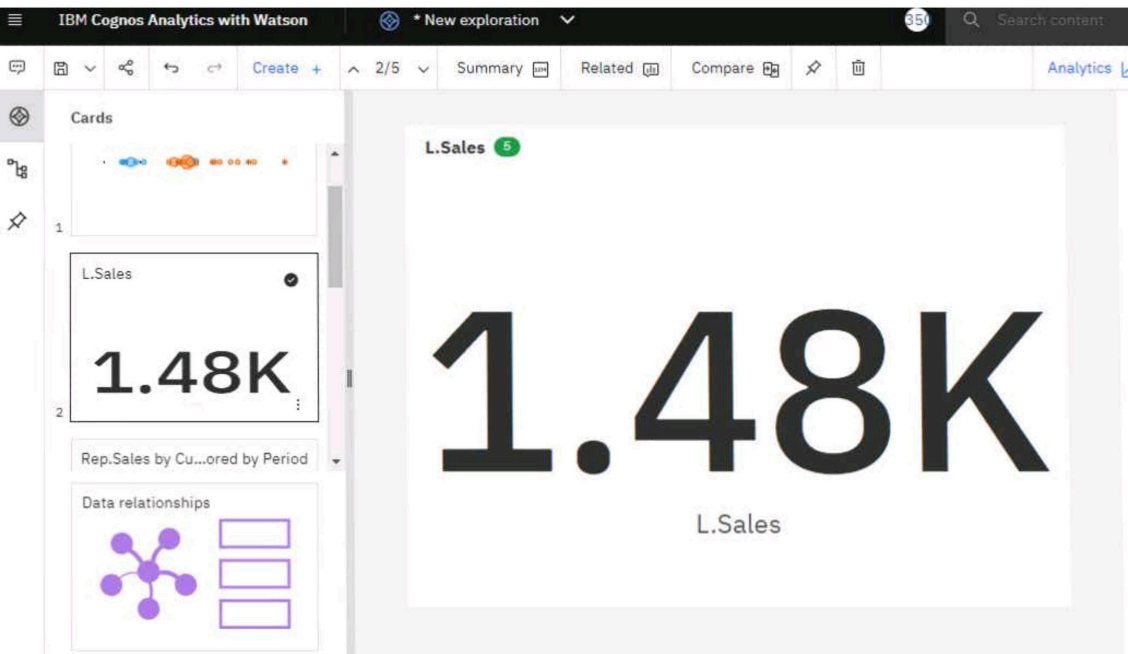 IBM Cognos Analytics with Watson
* New exploration
350
Search content
Create +
2/5
Summary
Related
Compare
Analytics
Cards
1
L.Sales
1.48K
2
Rep.Sales by Cu...ored by Period
Data relationships
L.Sales 5
1.48K
L.Sales